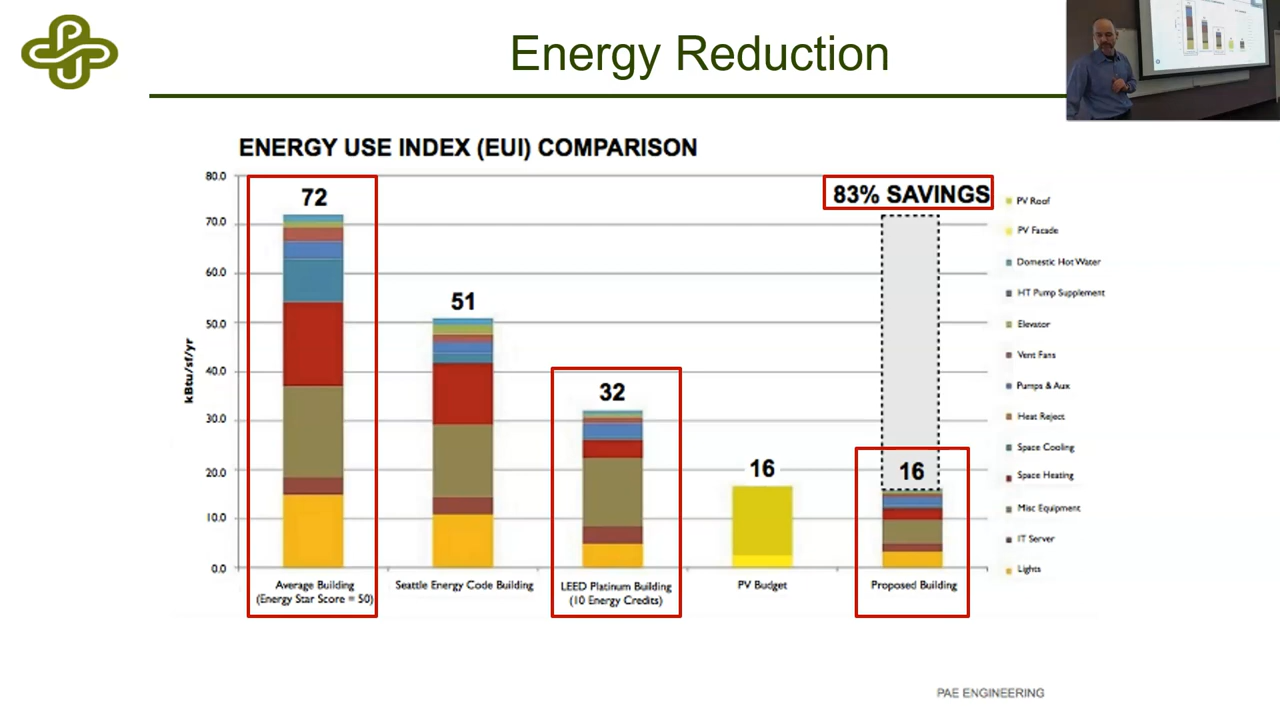 Energy Reduction
ENERGY USE INDEX (EUI) COMPARISON
80.0
70.0
60.0
50.0
40.0
30.0
20.0
10.0
0.0
kBtu/sf/yr
72
51
32
16
83% SAVINGS
16
Average Building
(Energy Star Score = 50)
Seattle Energy Code Building
LEED Platinum Building
(10 Energy Credits)
PV Budget
Proposed Building
PV Roof
PV Facade
Domestic Hot Water
HT Pump Supplement
Elevator
Vent Fans
Pumps & Aux
Heat Reject
Space Cooling
Space Heating
Misc Equipment
IT Server
Lights
PAE ENGINEERING